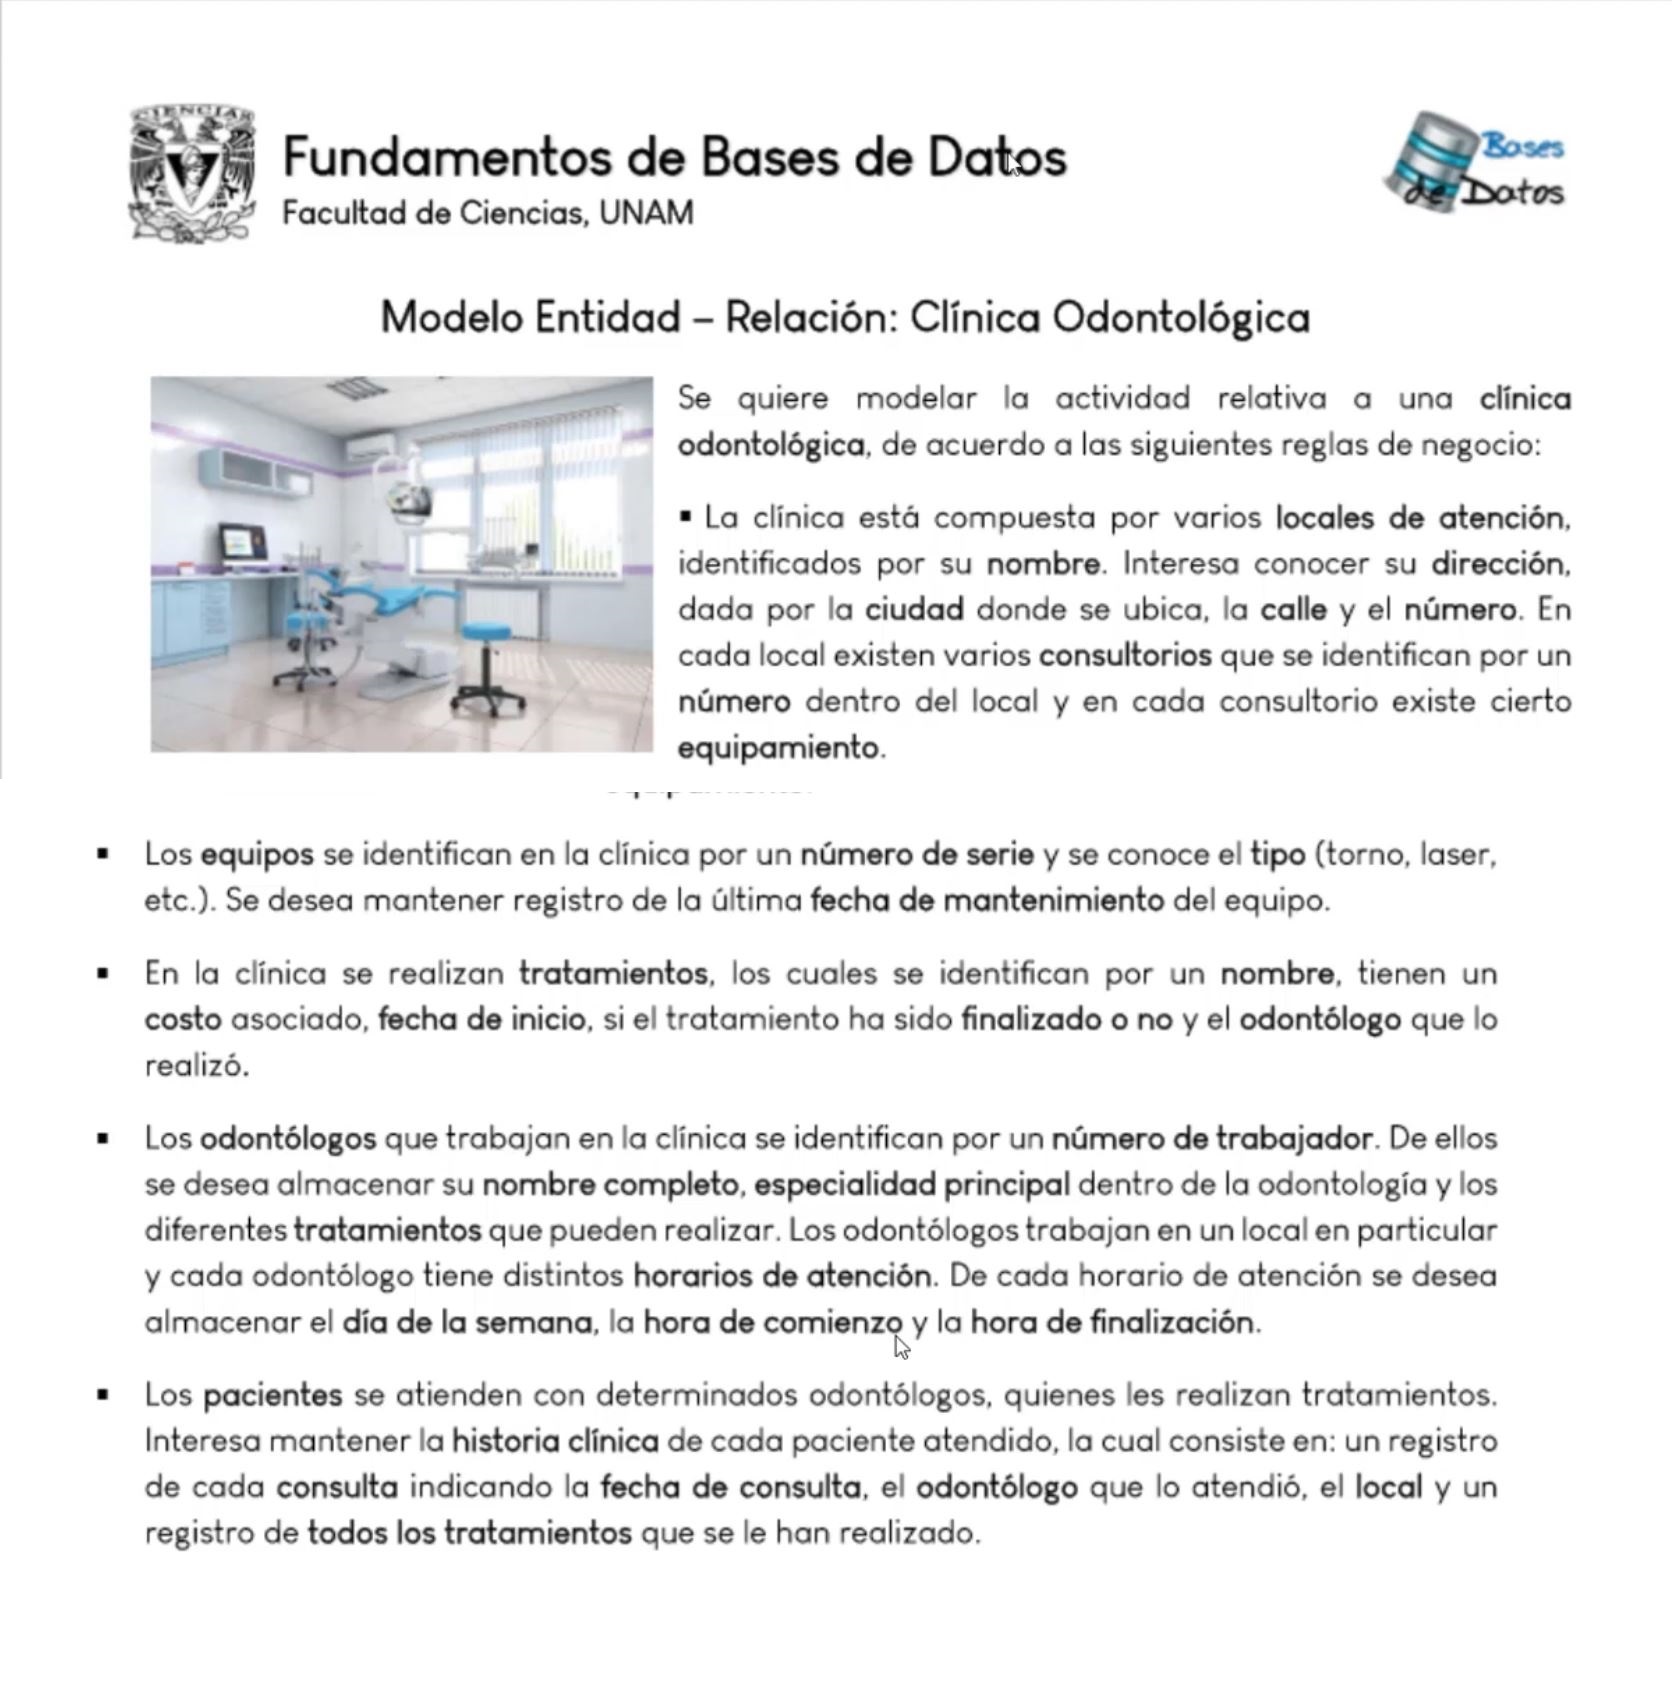 CIENCIAS
Fundamentos de Bases de Datos
Facultad de Ciencias, UNAM
Bases
de Datos
Modelo Entidad – Relación: Clínica Odontológica
Se quiere modelar la actividad relativa a una clínica
odontológica, de acuerdo a las siguientes reglas de negocio:
▪ La clínica está compuesta por varios locales de atención,
identificados por su nombre. Interesa conocer su dirección,
dada por la ciudad donde se ubica, la calle y el número. En
cada local existen varios consultorios que se identifican por un
número dentro del local y en cada consultorio existe cierto
equipamiento.
▪ Los equipos se identifican en la clínica por un número de serie y se conoce el tipo (torno, laser,
etc.). Se desea mantener registro de la última fecha de mantenimiento del equipo.
▪ En la clínica se realizan tratamientos, los cuales se identifican por un nombre, tienen un
costo asociado, fecha de inicio, si el tratamiento ha sido finalizado o no y el odontólogo que lo
realizó.
▪ Los odontólogos que trabajan en la clínica se identifican por un número de trabajador. De ellos
se desea almacenar su nombre completo, especialidad principal dentro de la odontología y los
diferentes tratamientos que pueden realizar. Los odontólogos trabajan en un local en particular
y cada odontólogo tiene distintos horarios de atención. De cada horario de atención se desea
almacenar el día de la semana, la hora de comienzo y la hora de finalización.
▪ Los pacientes se atienden con determinados odontólogos, quienes les realizan tratamientos.
Interesa mantener la historia clínica de cada paciente atendido, la cual consiste en: un registro
de cada consulta indicando la fecha de consulta, el odontólogo que lo atendió, el local y un
registro de todos los tratamientos que se le han realizado.